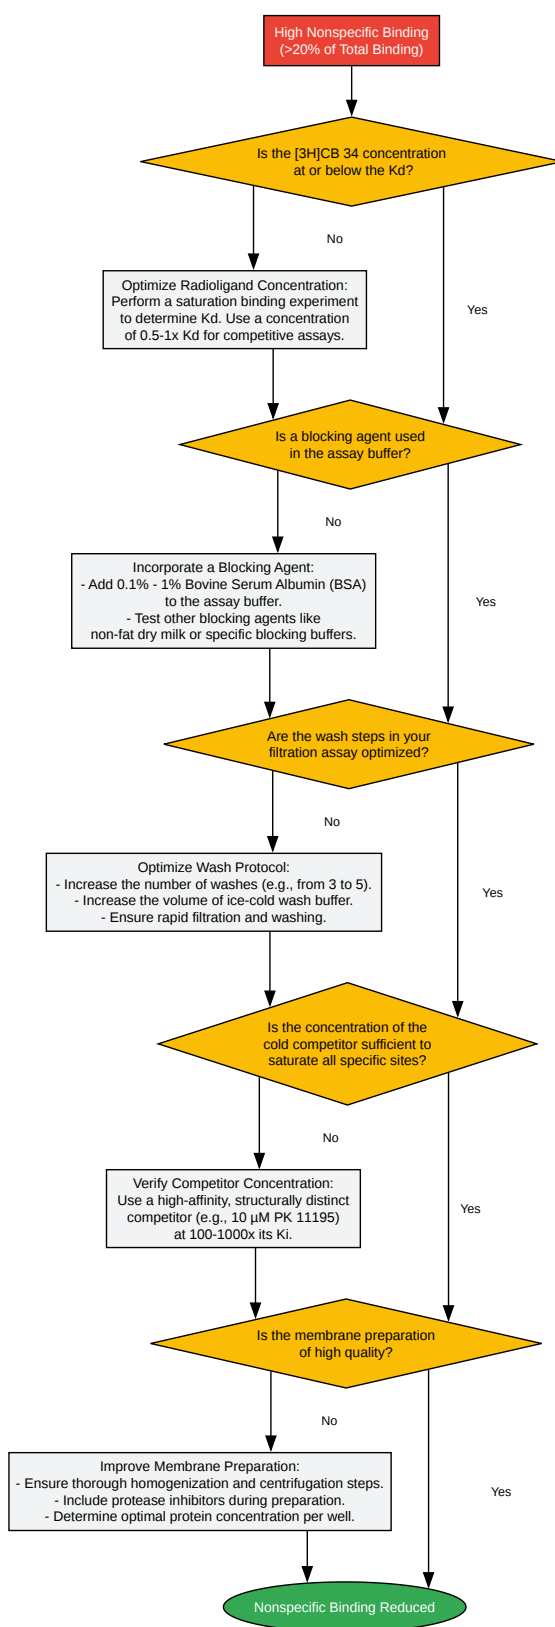 High Nonspecific Binding
(>20% of Total Binding)
Is the [3H]CB 34 concentration
at or below the Kd?
No
Optimize Radioligand Concentration:
Perform a saturation binding experiment
to determine Kd. Use a concentration
of 0.5-1x Kd for competitive assays.
Yes
Is a blocking agent used
in the assay buffer?
No
Incorporate a Blocking Agent:
- Add 0.1% - 1% Bovine Serum Albumin (BSA)
to the assay buffer.
- Test other blocking agents like
non-fat dry milk or specific blocking buffers.
Yes
Are the wash steps in your
filtration assay optimized?
No
Optimize Wash Protocol:
- Increase the number of washes (e.g., from 3 to 5).
- Increase the volume of ice-cold wash buffer.
- Ensure rapid filtration and washing.
Yes
Is the concentration of the
cold competitor sufficient to
saturate all specific sites?
No
Verify Competitor Concentration:
Use a high-affinity, structurally distinct
competitor (e.g., 10 µM PK 11195)
at 100-1000x its Ki.
Yes
Is the membrane preparation
of high quality?
No
Improve Membrane Preparation:
- Ensure thorough homogenization and centrifugation steps.
- Include protease inhibitors during preparation.
- Determine optimal protein concentration per well.
Yes
Nonspecific Binding Reduced